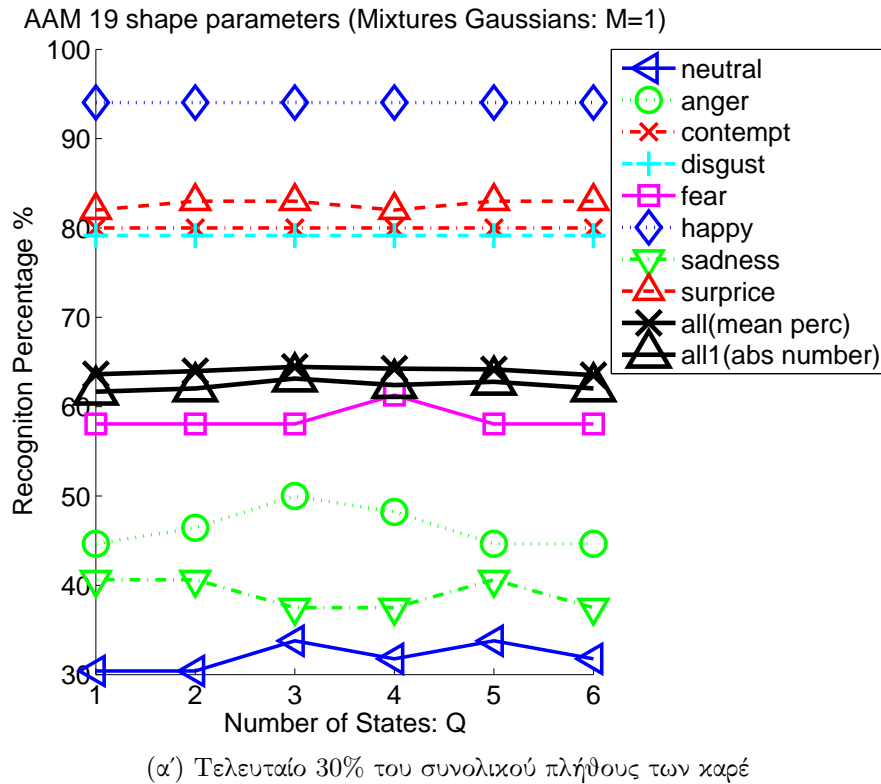 AAM 19 shape parameters (Mixtures Gaussians: M=1)
100
90
80
70
60
50
40
30
1 2 3 4 5 6
Recogniton Percentage %
Number of States: Q
neutral
anger
contempt
disgust
fear
happy
sadness
surprice
all(mean perc)
all1(abs number)
(αʹ) Τελευταίο 30% του συνολικού πλήθους των καρέ